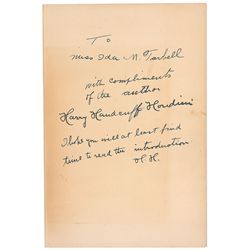 To
Miss Ida M. Tarbell
with compliments
of the author
Harry Handcuff Houdini
I hope you will at least find
time to read the introduction
H. H.